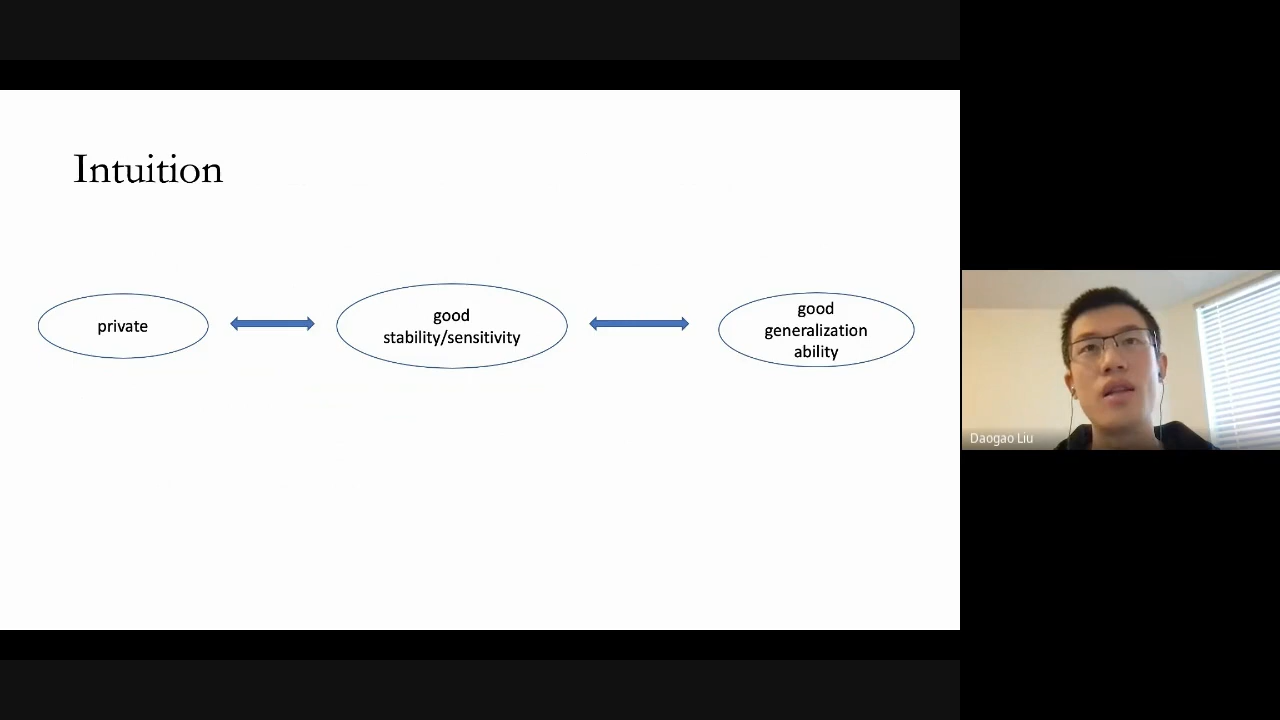 Intuition
private
good
stability/sensitivity
good
generalization
ability
Daogao Liu